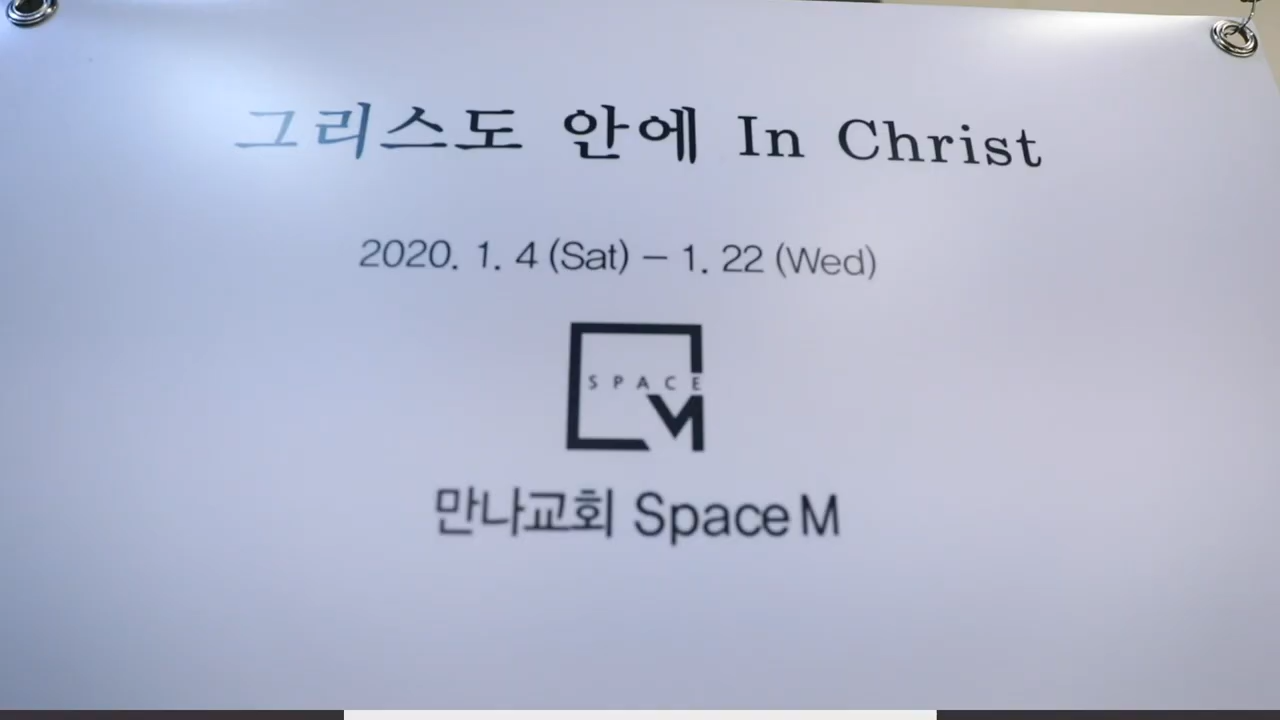 그리스도 안에 In Christ
2020. 1. 4 (Sat) – 1. 22 (Wed)
SPACE
M
만나교회 Space M